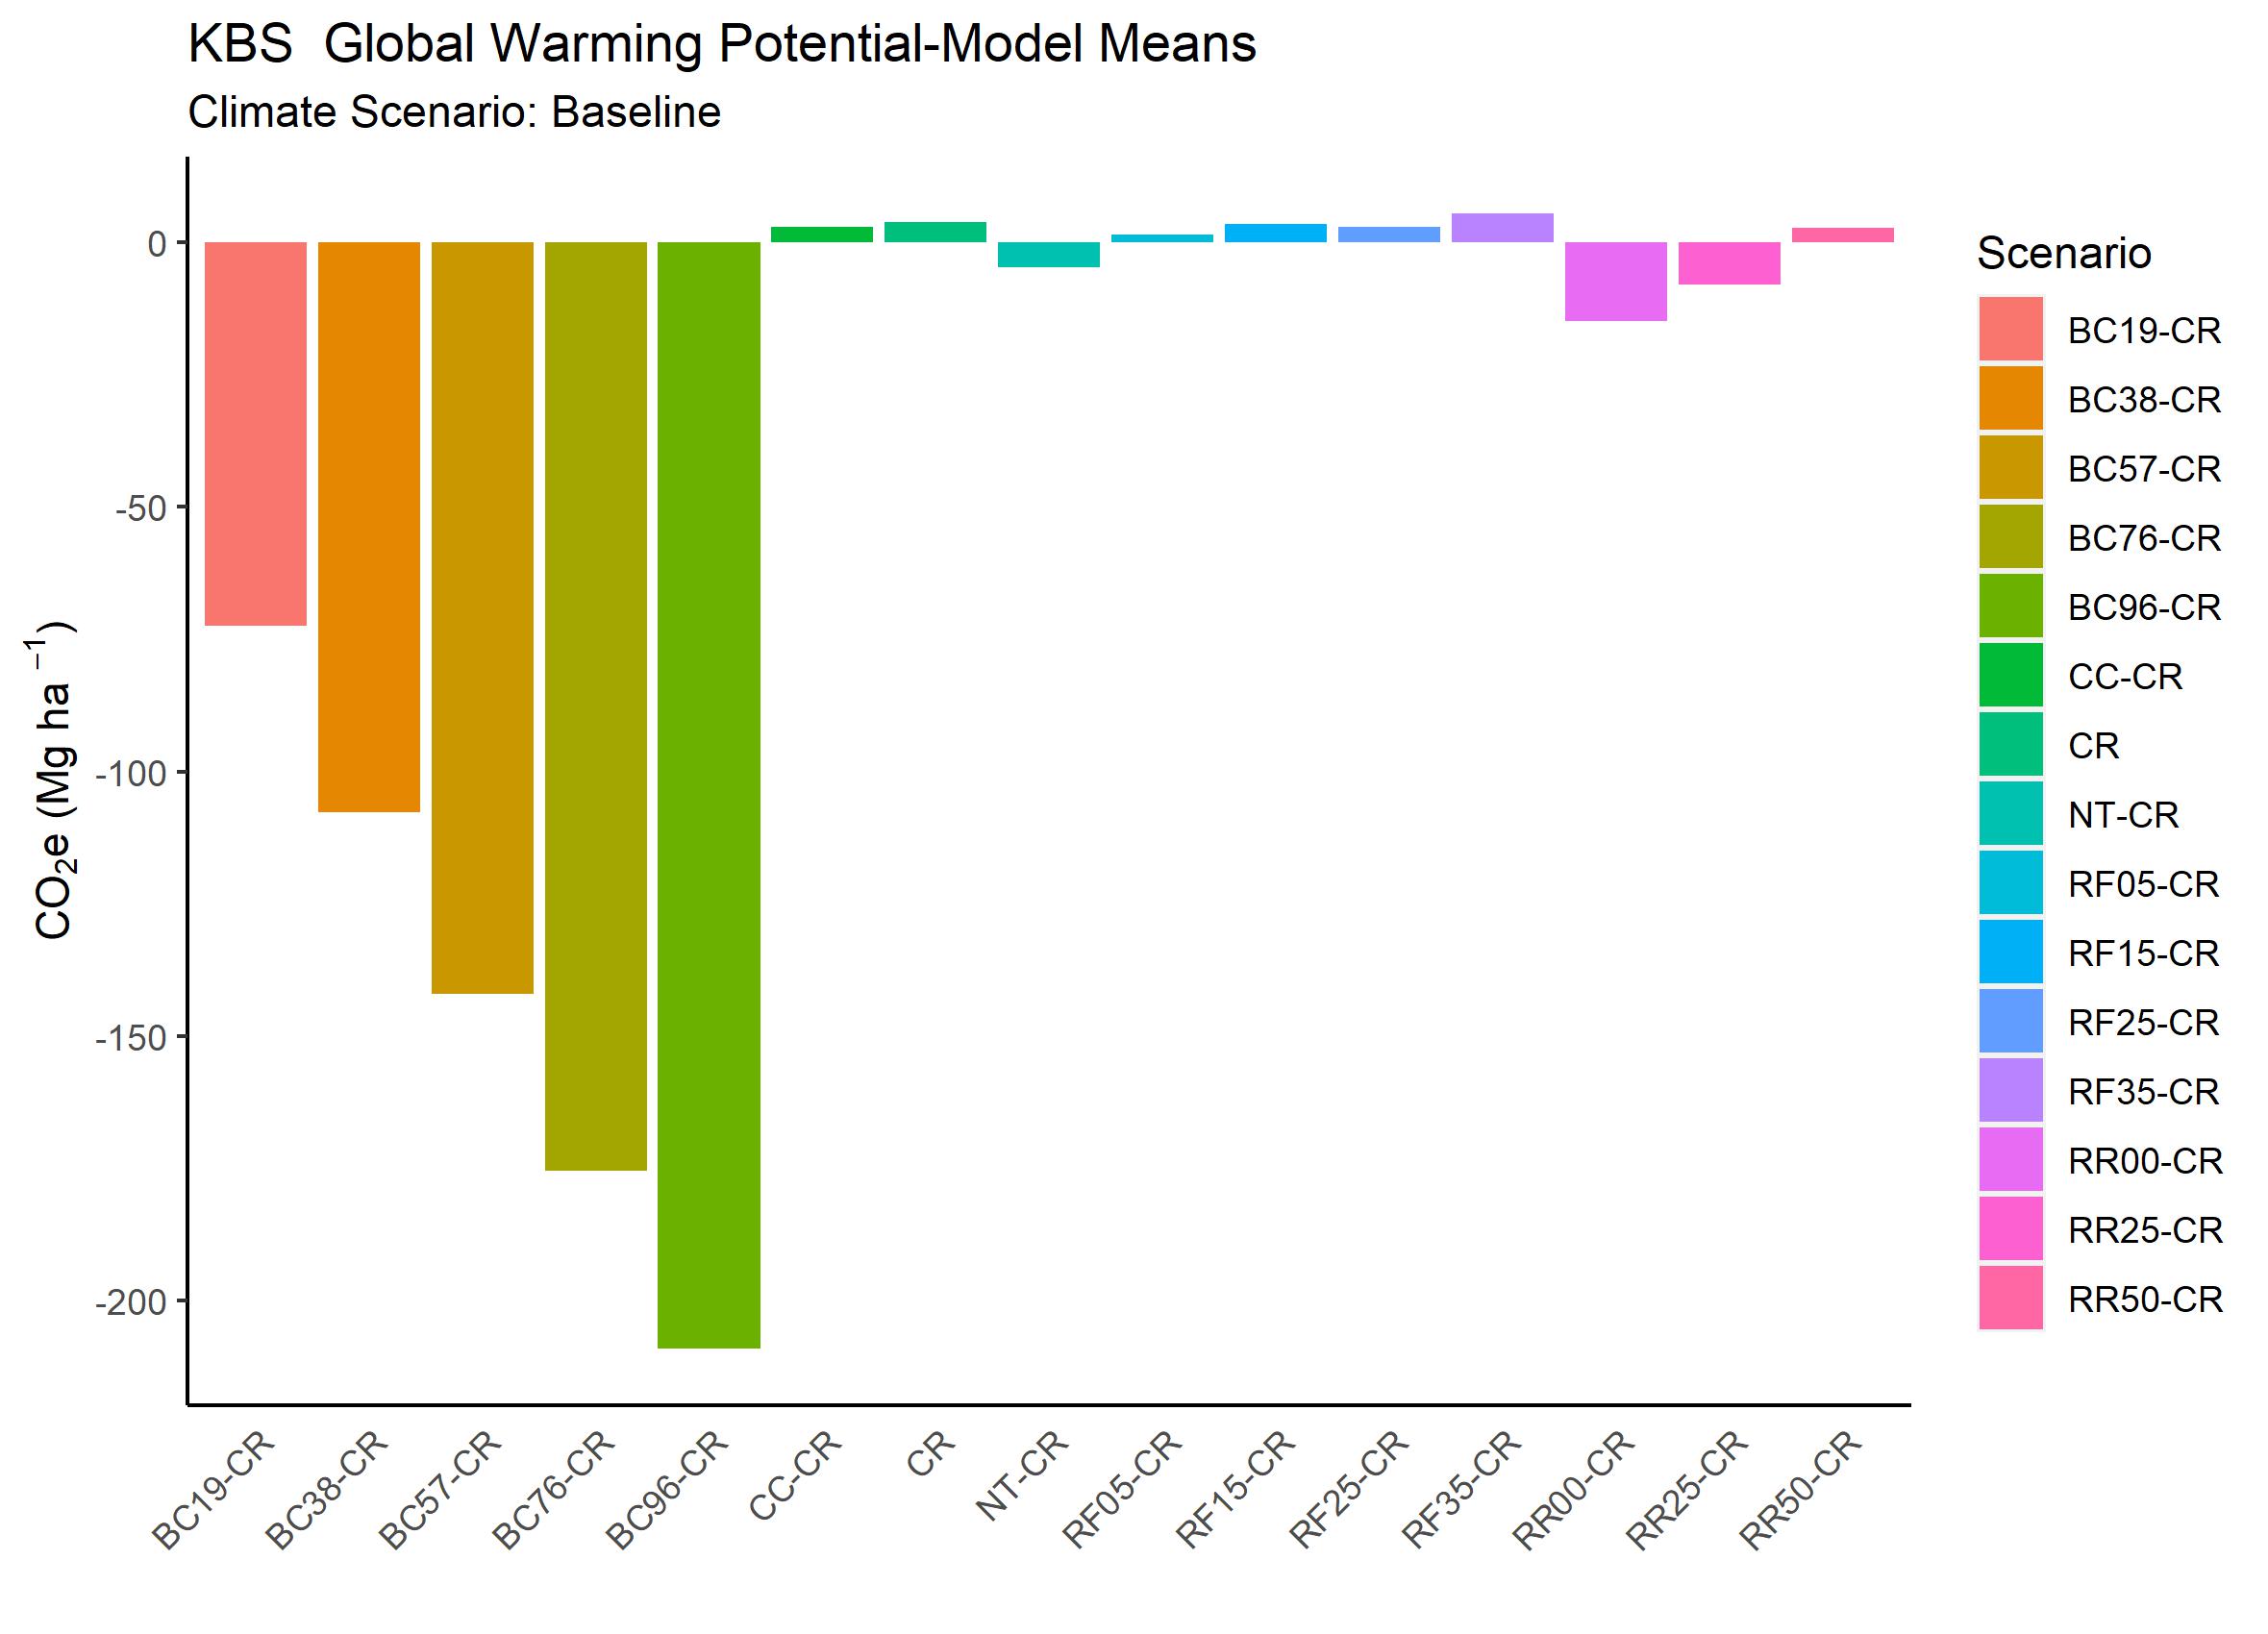 KBS  Global Warming Potential-Model Means
Climate Scenario: Baseline
CO₂e (Mg ha ⁻¹)
0
-50
-100
-150
-200
BC19-CR
BC38-CR
BC57-CR
BC76-CR
BC96-CR
CC-CR
CR
NT-CR
RF05-CR
RF15-CR
RF25-CR
RF35-CR
RR00-CR
RR25-CR
RR50-CR
Scenario
BC19-CR
BC38-CR
BC57-CR
BC76-CR
BC96-CR
CC-CR
CR
NT-CR
RF05-CR
RF15-CR
RF25-CR
RF35-CR
RR00-CR
RR25-CR
RR50-CR